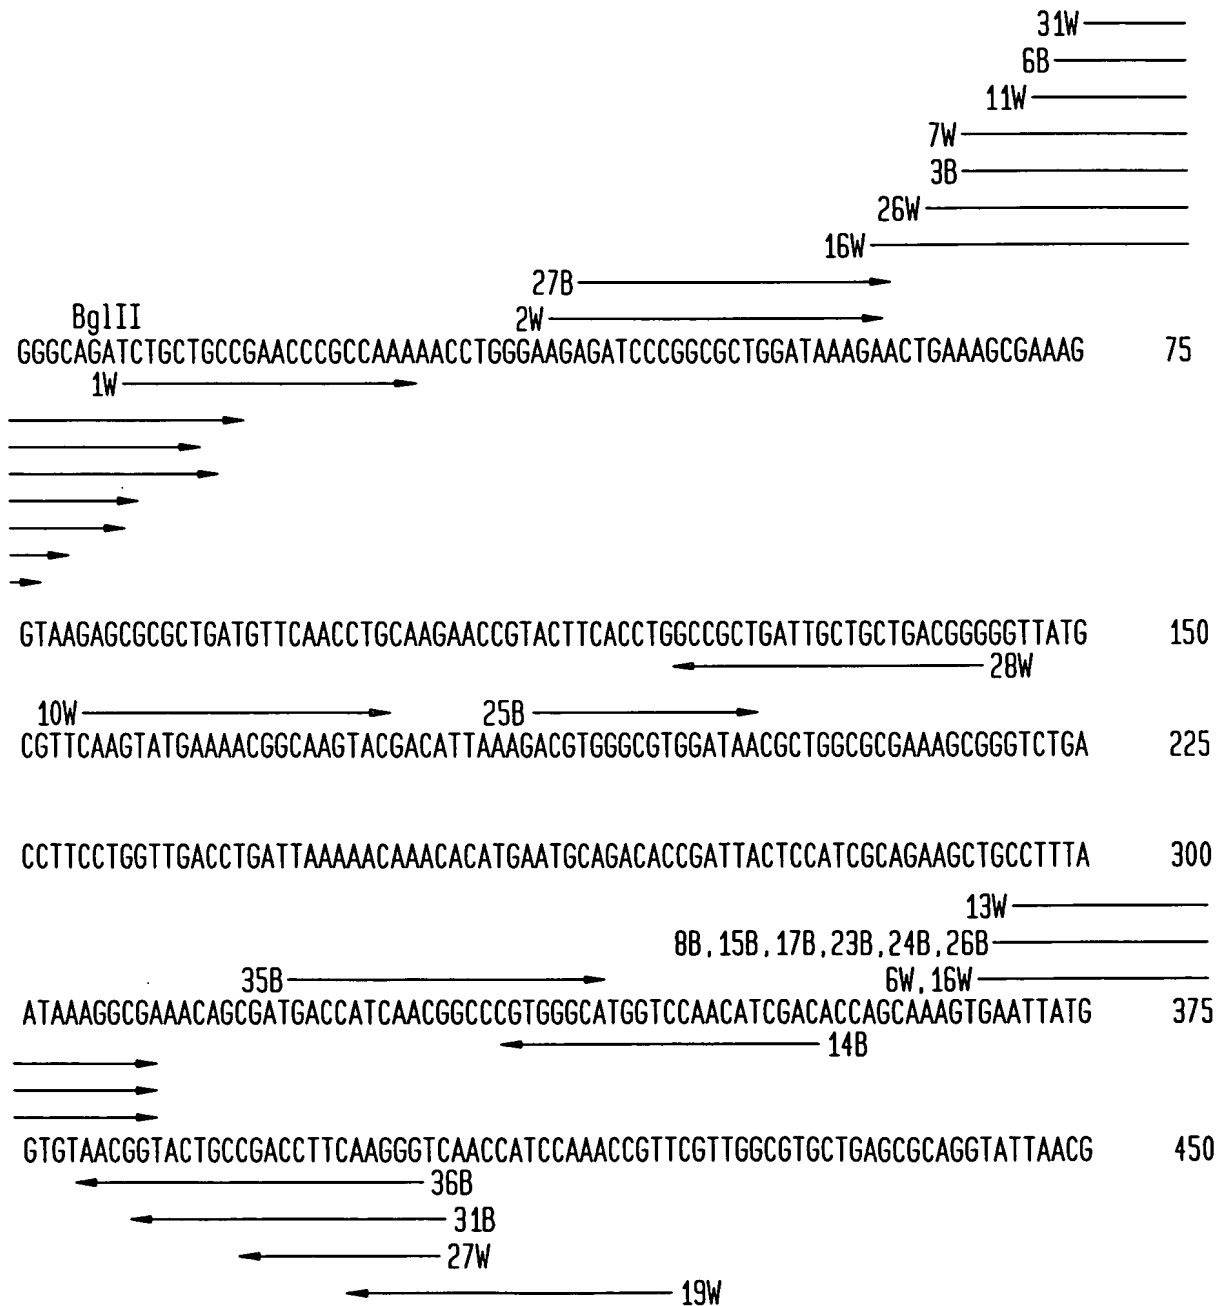 31W
6B
11W
7W
3B
26W
16W
27B
BglII
2W
GGGCAGATCTGCTGCCGAACCCGCCAAAAACCTGGGAAGAGATCCCGGCGCTGGATAAAGAACTGAAAGCGAAAG 75
1W
GTAAGAGCGCGCTGATGTTCAACCTGCAAGAACCGTACTTCACCTGGCCGCTGATTGCTGCTGACGGGGGTTATG 150
28W
10W 25B
CGTTCAAGTATGAAAACGGCAAGTACGACATTAAAGACGTGGGCGTGGATAACGCTGGCGCGAAAGCGGGTCTGA 225
CCTTCCTGGTTGACCTGATTAAAAACAAACACATGAATGCAGACACCGATTACTCCATCGCAGAAGCTGCCTTTA 300
13W
8B,15B,17B,23B,24B,26B
35B 6W,16W
ATAAAGGCGAAACAGCGATGACCATCAACGGCCCGTGGGCATGGTCCAACATCGACACCAGCAAAGTGAATTATG 375
14B
GTGTAACGGTACTGCCGACCTTCAAGGGTCAACCATCCAAACCGTTCGTTGGCGTGCTGAGCGCAGGTATTAACG 450
36B
31B
27W
19W